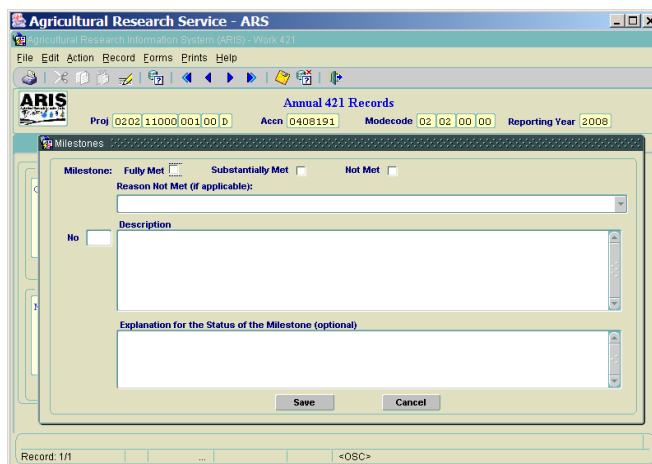 Agricultural Research Service - ARS
Agricultural Research Information System (ARIS) - Work 421
File Edit Action Record Forms Prints Help
ARIS
Annual 421 Records
Proj 0202 11000 001 00 D Accn 0408191 Modecode 02 02 00 00 Reporting Year 2008
Milestones
Milestone: Fully Met Substantially Met Not Met
Reason Not Met (if applicable):
Description
No
Explanation for the Status of the Milestone (optional)
Save Cancel
Record: 1/1 ... <OSC>